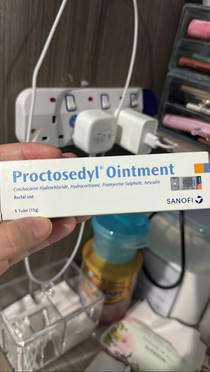 Proctosedyl® Ointment
Cinchocaine Hydrochloride, Hydrocortisone, Framycetin Sulphate, Aesculin
Rectal use
SANOFI
1 Tube (15g)